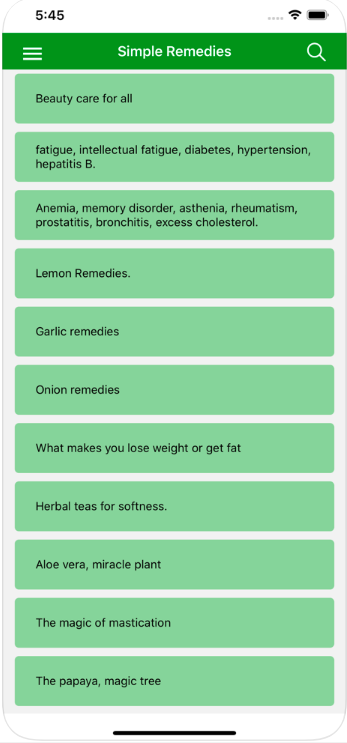 5:45
Simple Remedies
Beauty care for all
fatigue, intellectual fatigue, diabetes, hypertension,
hepatitis B.
Anemia, memory disorder, asthenia, rheumatism,
prostatitis, bronchitis, excess cholesterol.
Lemon Remedies.
Garlic remedies
Onion remedies
What makes you lose weight or get fat
Herbal teas for softness.
Aloe vera, miracle plant
The magic of mastication
The papaya, magic tree